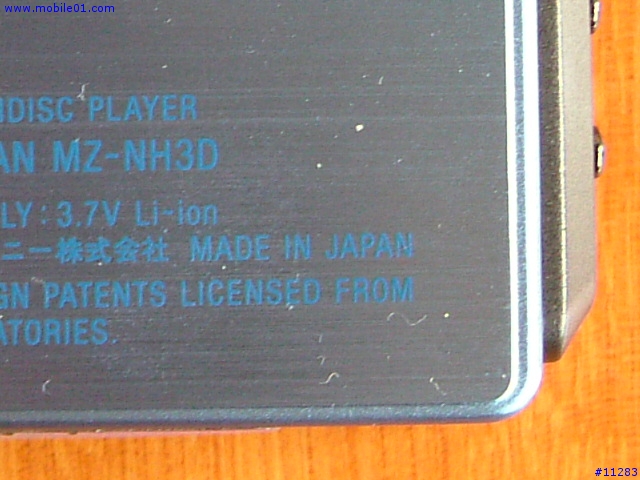 www.mobile01.com
IDISC PLAYER
AN MZ-NH3D
LY : 3.7V Li-ion
ニー株式会社 MADE IN JAPAN
GN PATENTS LICENSED FROM
ATORIES.
#11283